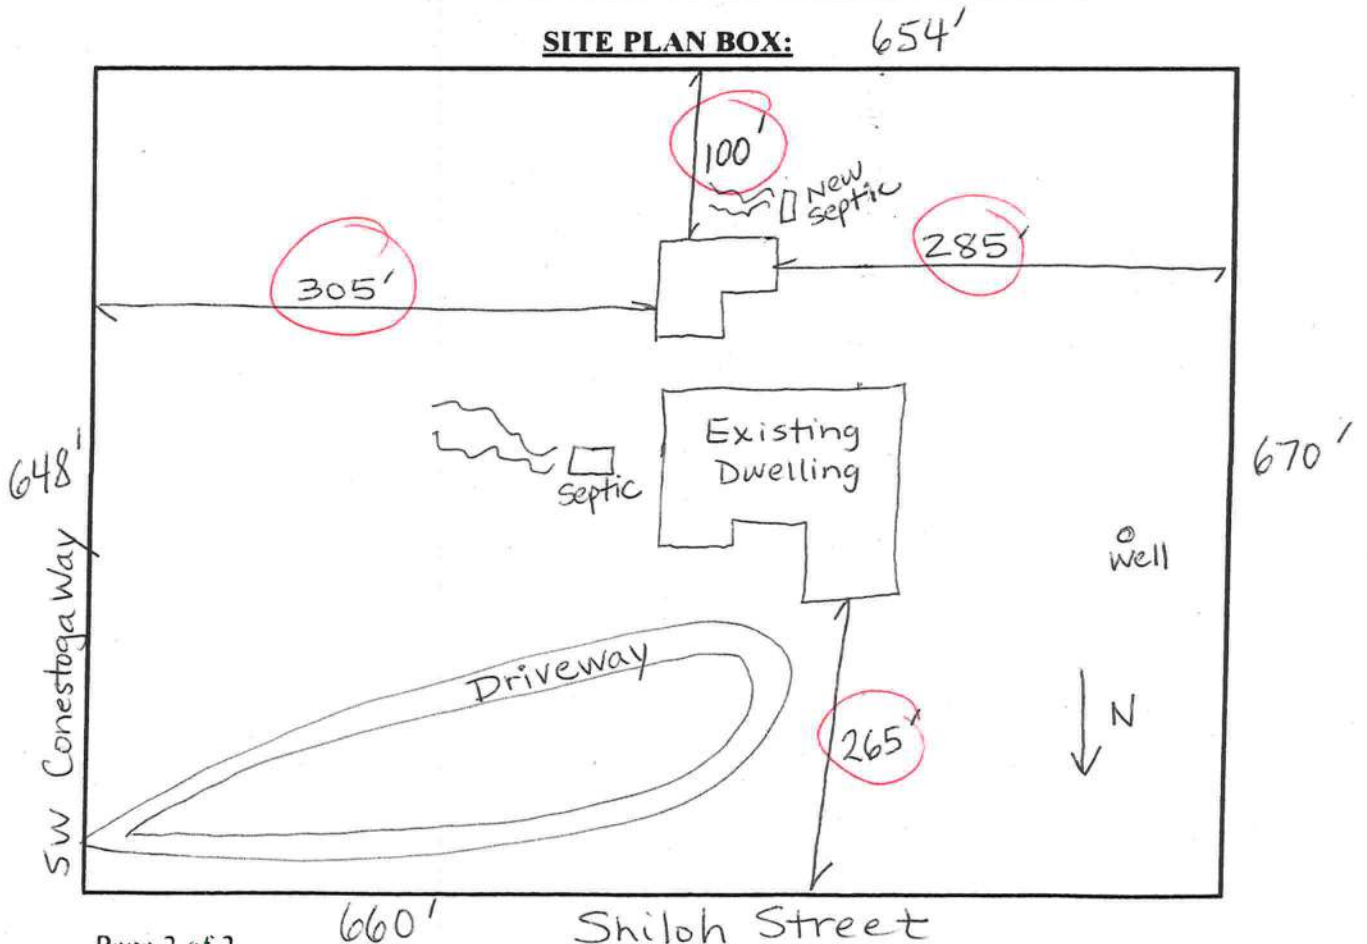 SITE PLAN BOX:
654'
100'
New
Septic
285'
305'
Existing
Dwelling
648'
670'
Septic
well
SW Conestoga Way
Driveway
N
265'
660'
Shiloh Street